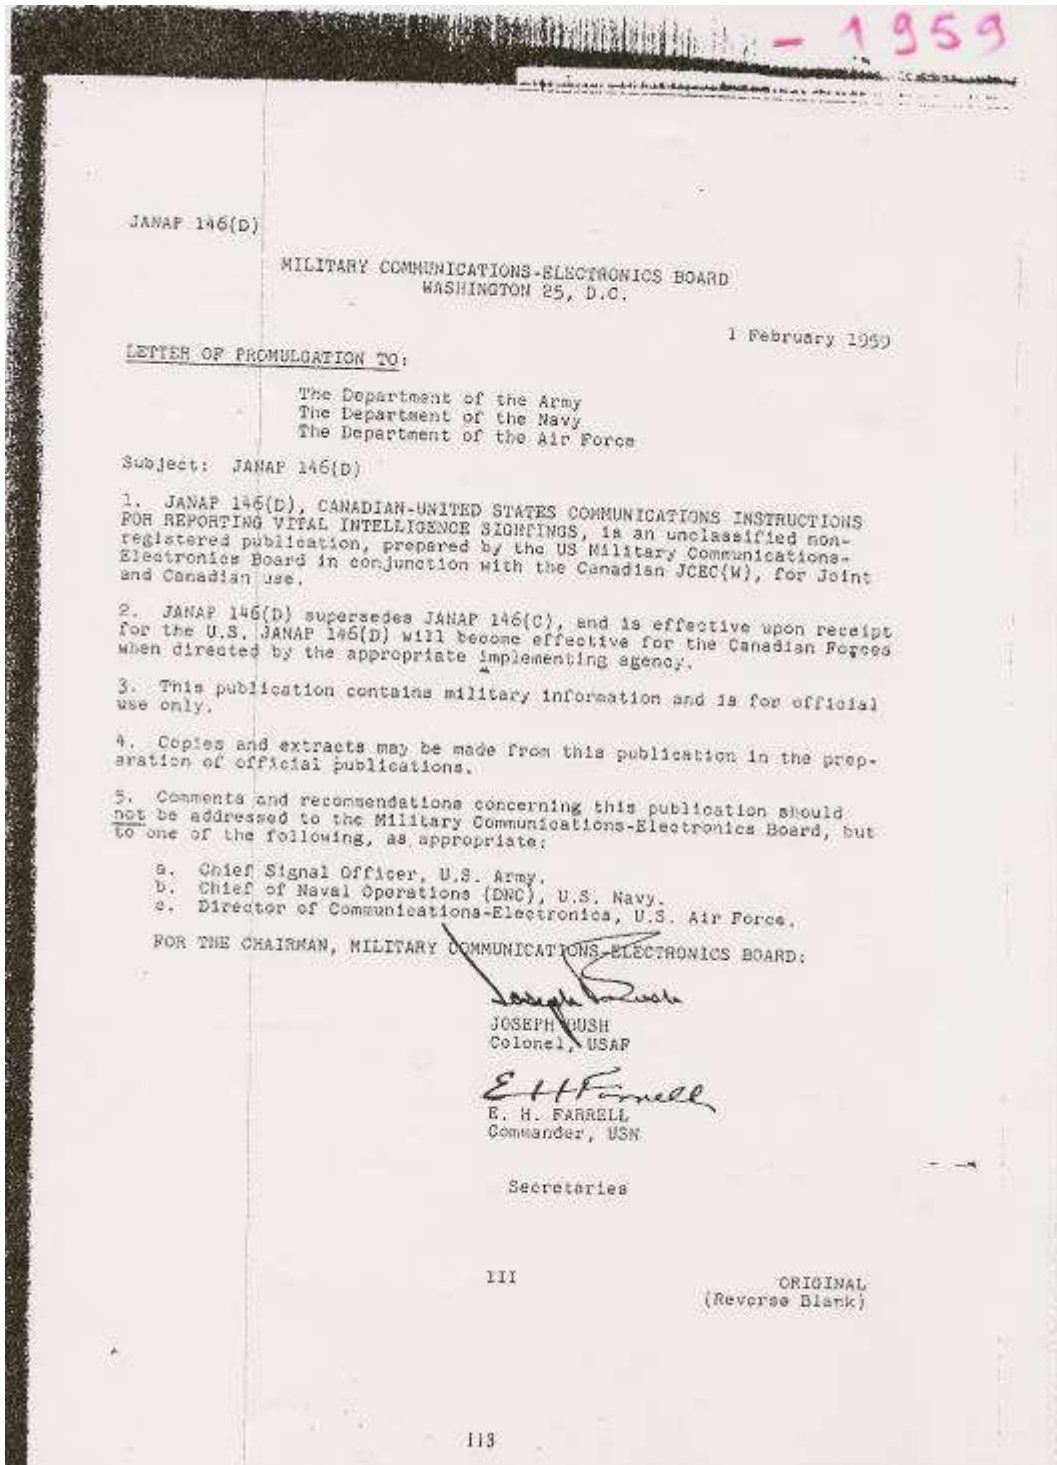 - 1959
JANAP 146(D)
MILITARY COMMUNICATIONS-ELECTRONICS BOARD
WASHINGTON 25, D.C.
1 February 1959
LETTER OF PROMULGATION TO:
The Department of the Army
The Department of the Navy
The Department of the Air Force
Subject: JANAP 146(D)
1. JANAP 146(D), CANADIAN-UNITED STATES COMMUNICATIONS INSTRUCTIONS
FOR REPORTING VITAL INTELLIGENCE SIGHTINGS, is an unclassified non-
registered publication, prepared by the US Military Communications-
Electronics Board in conjunction with the Canadian JCEC(W), for Joint
and Canadian use.
2. JANAP 146(D) supersedes JANAP 146(C), and is effective upon receipt
for the U.S. JANAP 146(D) will become effective for the Canadian Forces
when directed by the appropriate implementing agency.
3. This publication contains military information and is for official
use only.
4. Copies and extracts may be made from this publication in the prep-
aration of official publications.
5. Comments and recommendations concerning this publication should
not be addressed to the Military Communications-Electronics Board, but
to one of the following, as appropriate:
a. Chief Signal Officer, U.S. Army.
b. Chief of Naval Operations (DNC), U.S. Navy.
c. Director of Communications-Electronics, U.S. Air Force.
FOR THE CHAIRMAN, MILITARY COMMUNICATIONS-ELECTRONICS BOARD:
Joseph Bush
JOSEPH BUSH
Colonel, USAF
E H Farrell
E. H. FARRELL
Commander, USN
Secretaries
III
ORIGINAL
(Reverse Blank)
113